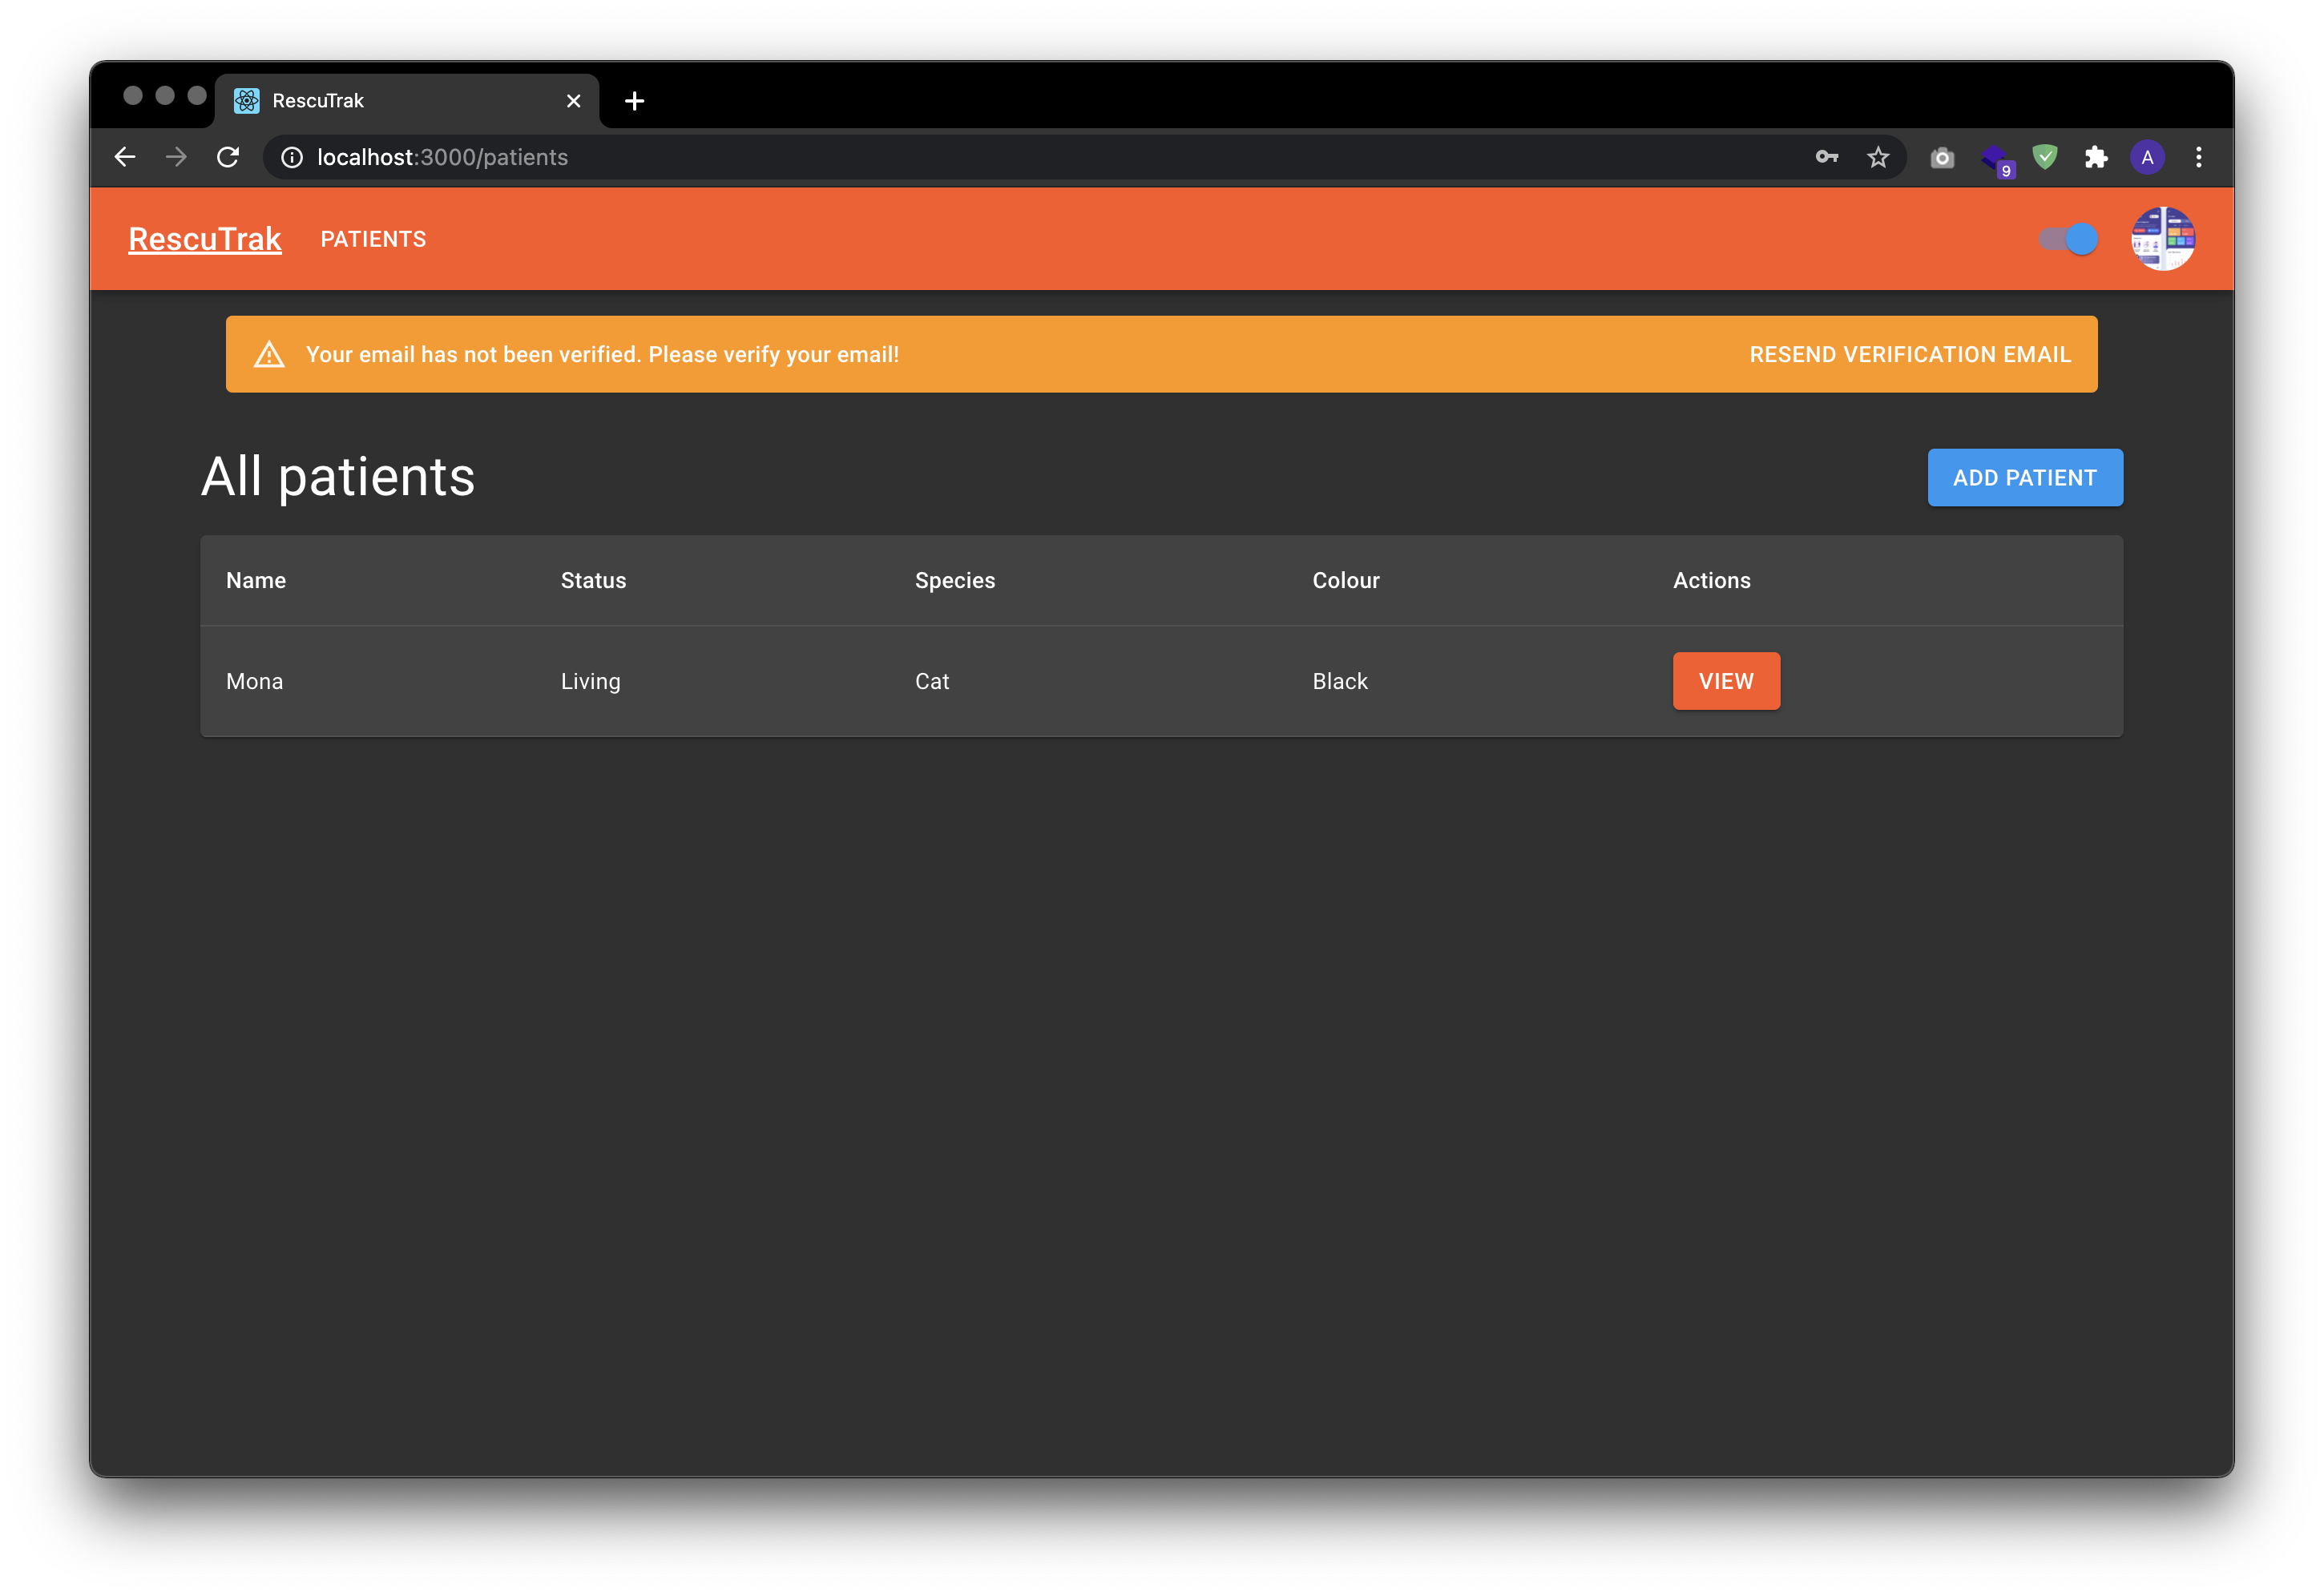 RescuTrak
localhost:3000/patients
9
A
RescuTrak PATIENTS
Your email has not been verified. Please verify your email! RESEND VERIFICATION EMAIL
All patients ADD PATIENT
Name Status Species Colour Actions
Mona Living Cat Black VIEW